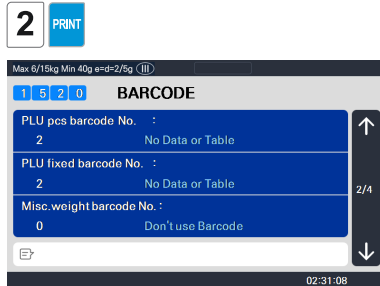 2 PRINT
Max 6/15kg Min 40g e=d=2/5g (III)
1 5 2 0 BARCODE
PLU pcs barcode No. :
2 No Data or Table
PLU fixed barcode No. :
2 No Data or Table
2/4
Misc.weight barcode No. :
0 Don't use Barcode
02:31:08